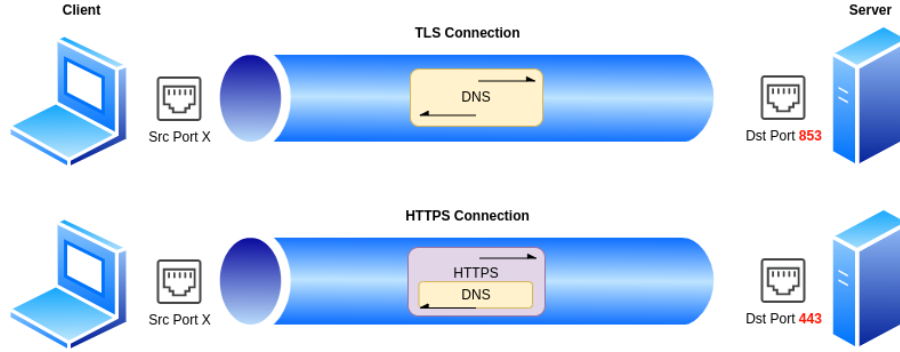 Client
Server
TLS Connection
DNS
Src Port X
Dst Port 853
HTTPS Connection
HTTPS
DNS
Src Port X
Dst Port 443